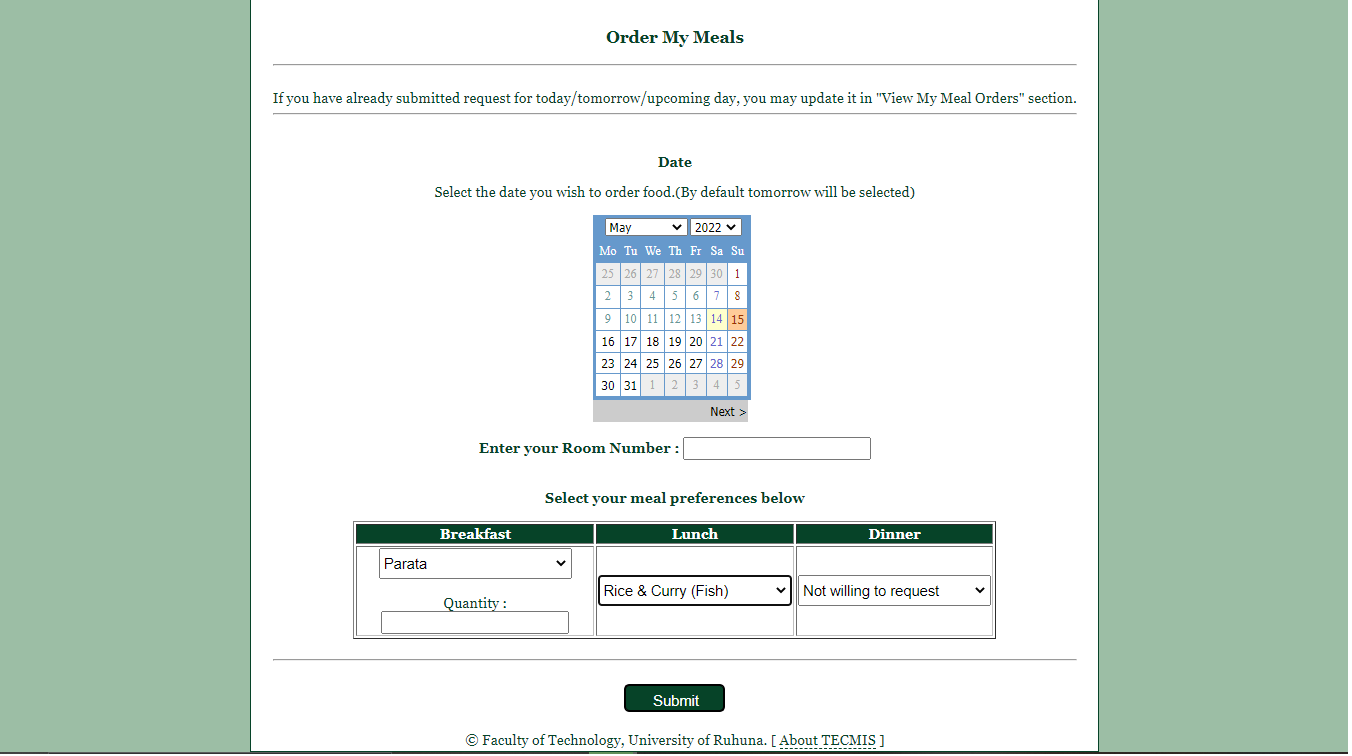 Order My Meals
If you have already submitted request for today/tomorrow/upcoming day, you may update it in "View My Meal Orders" section.
Date
Select the date you wish to order food.(By default tomorrow will be selected)
May 2022
Mo Tu We Th Fr Sa Su
25 26 27 28 29 30 1
2 3 4 5 6 7 8
9 10 11 12 13 14 15
16 17 18 19 20 21 22
23 24 25 26 27 28 29
30 31 1 2 3 4 5
Next >
Enter your Room Number :
Select your meal preferences below
Breakfast Lunch Dinner
Parata
Rice & Curry (Fish) Not willing to request
Quantity :
Submit
© Faculty of Technology, University of Ruhuna. [ About TECMIS ]